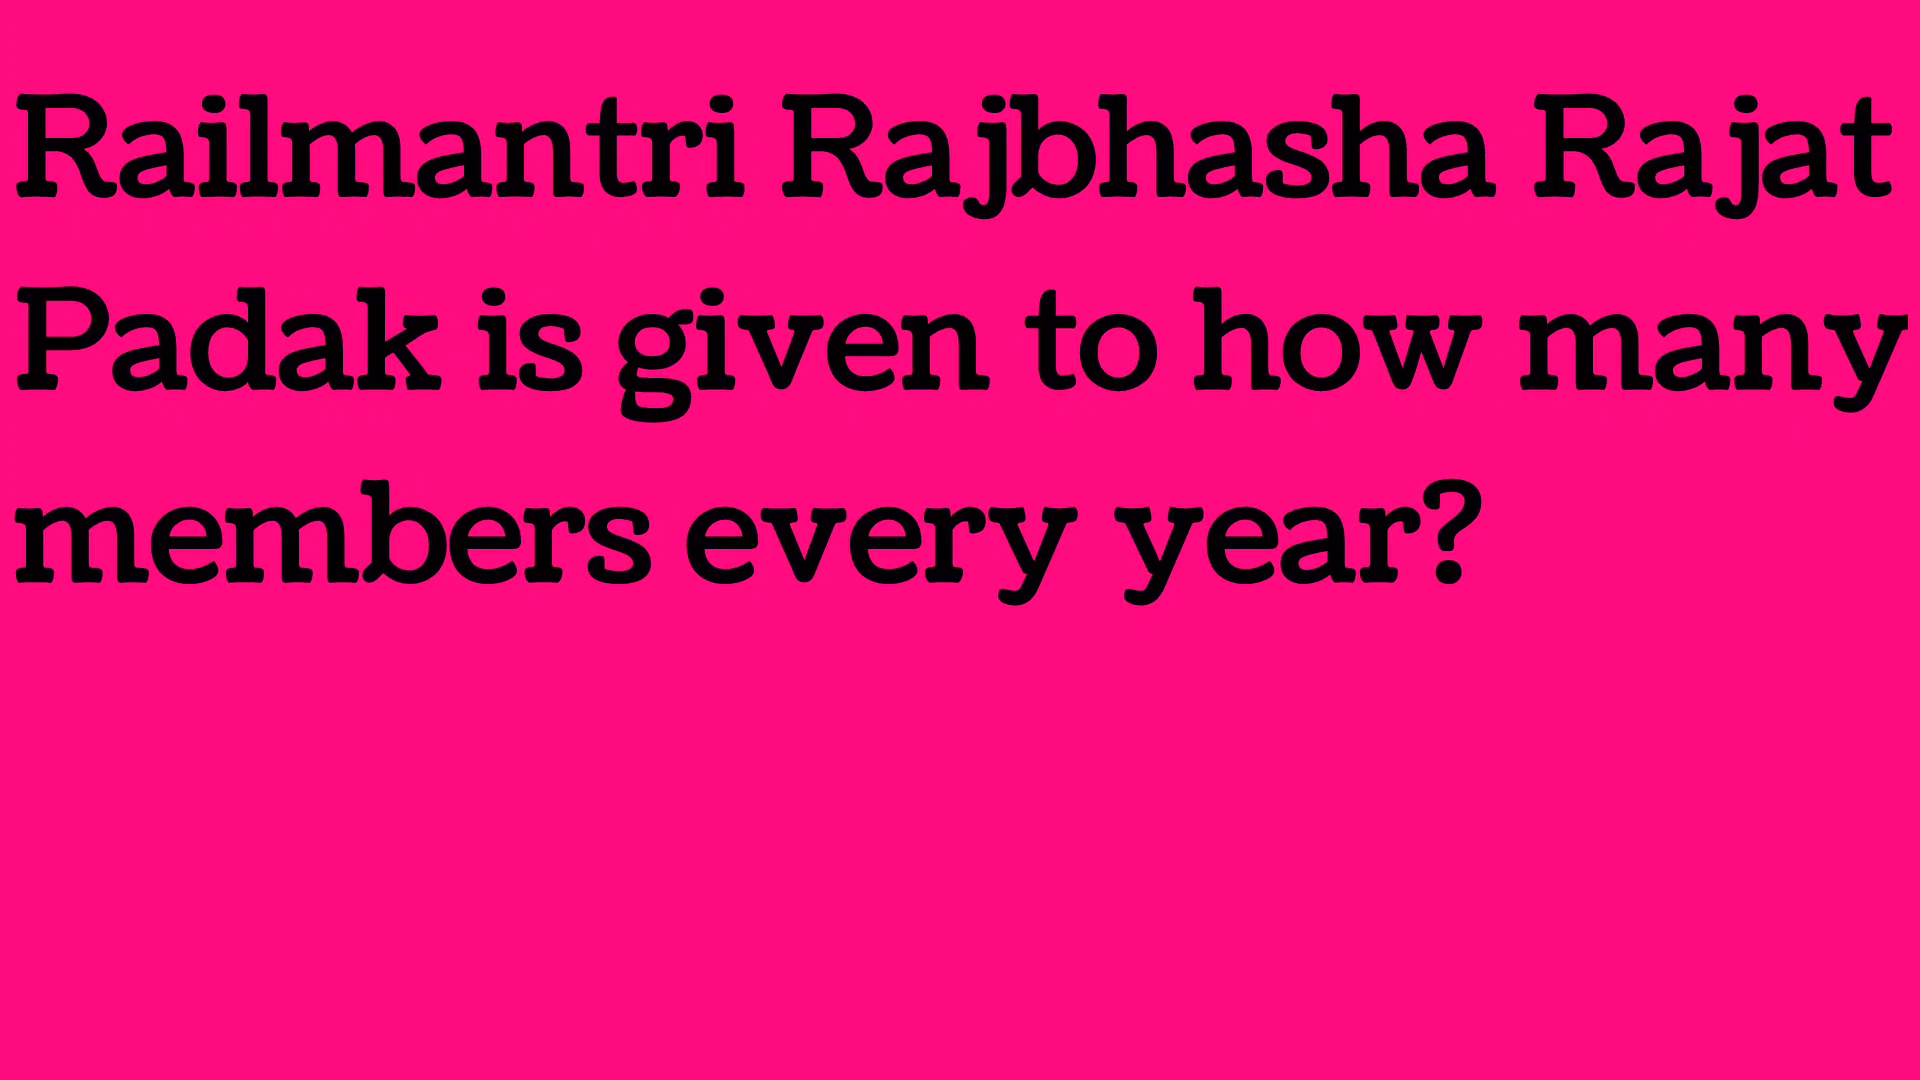 Railmantri Rajbhasha Rajat
Padak is given to how many
members every year?